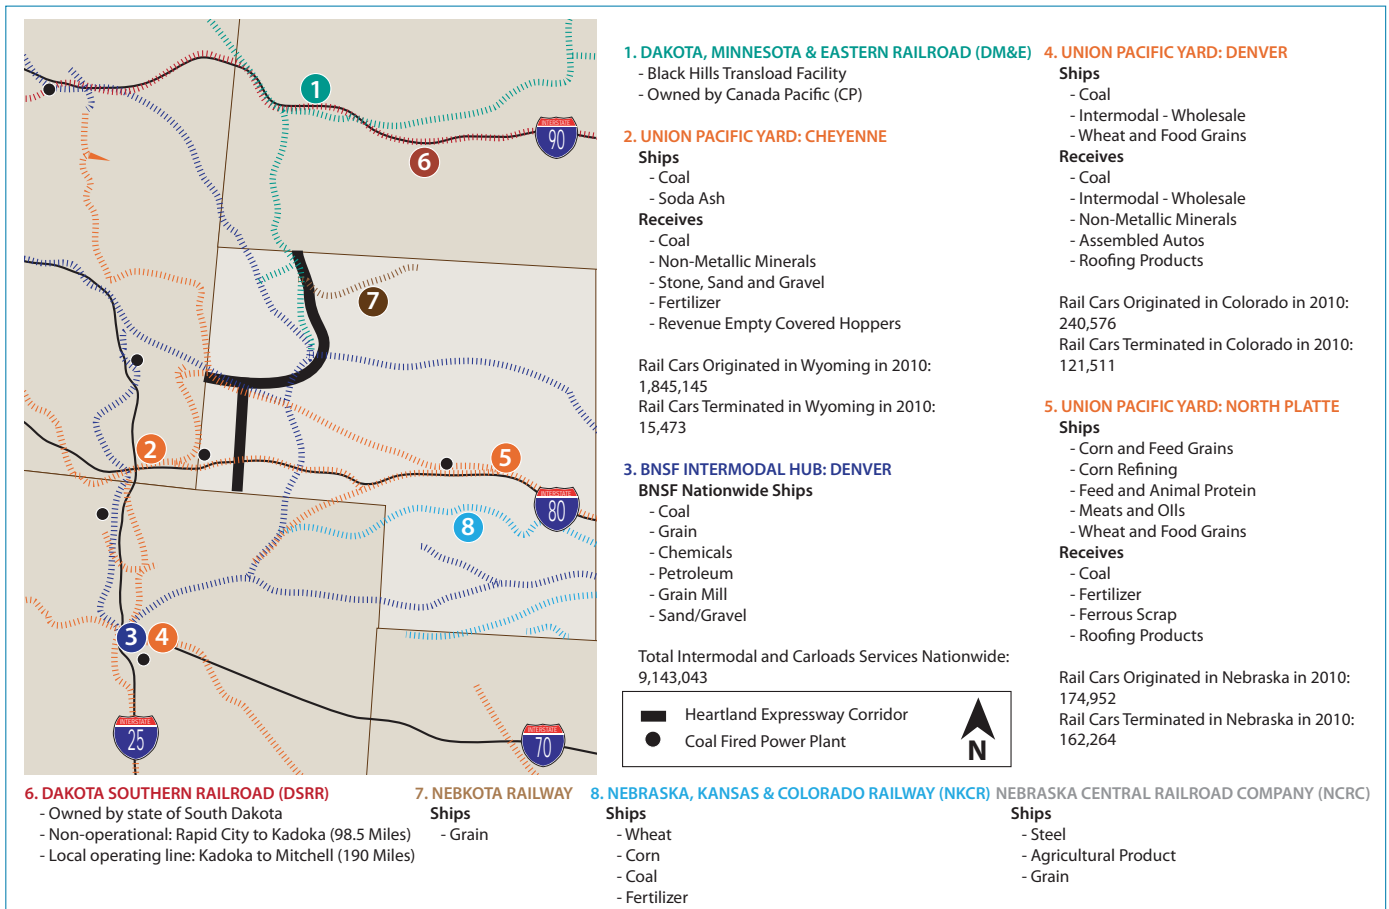 1
INTERSTATE
90
6
7
2
5
INTERSTATE
80
8
3
4
INTERSTATE
25
INTERSTATE
70
1. DAKOTA, MINNESOTA & EASTERN RAILROAD (DM&E)
- Black Hills Transload Facility
- Owned by Canada Pacific (CP)
2. UNION PACIFIC YARD: CHEYENNE
Ships
- Coal
- Soda Ash
Receives
- Coal
- Non-Metallic Minerals
- Stone, Sand and Gravel
- Fertilizer
- Revenue Empty Covered Hoppers
Rail Cars Originated in Wyoming in 2010:
1,845,145
Rail Cars Terminated in Wyoming in 2010:
15,473
3. BNSF INTERMODAL HUB: DENVER
BNSF Nationwide Ships
- Coal
- Grain
- Chemicals
- Petroleum
- Grain Mill
- Sand/Gravel
Total Intermodal and Carloads Services Nationwide:
9,143,043
Heartland Expressway Corridor
Coal Fired Power Plant
N
4. UNION PACIFIC YARD: DENVER
Ships
- Coal
- Intermodal - Wholesale
- Wheat and Food Grains
Receives
- Coal
- Intermodal - Wholesale
- Non-Metallic Minerals
- Assembled Autos
- Roofing Products
Rail Cars Originated in Colorado in 2010:
240,576
Rail Cars Terminated in Colorado in 2010:
121,511
5. UNION PACIFIC YARD: NORTH PLATTE
Ships
- Corn and Feed Grains
- Corn Refining
- Feed and Animal Protein
- Meats and OIls
- Wheat and Food Grains
Receives
- Coal
- Fertilizer
- Ferrous Scrap
- Roofing Products
Rail Cars Originated in Nebraska in 2010:
174,952
Rail Cars Terminated in Nebraska in 2010:
162,264
6. DAKOTA SOUTHERN RAILROAD (DSRR)
- Owned by state of South Dakota
- Non-operational: Rapid City to Kadoka (98.5 Miles)
- Local operating line: Kadoka to Mitchell (190 Miles)
7. NEBKOTA RAILWAY
Ships
- Grain
8. NEBRASKA, KANSAS & COLORADO RAILWAY (NKCR)
Ships
- Wheat
- Corn
- Coal
- Fertilizer
NEBRASKA CENTRAL RAILROAD COMPANY (NCRC)
Ships
- Steel
- Agricultural Product
- Grain